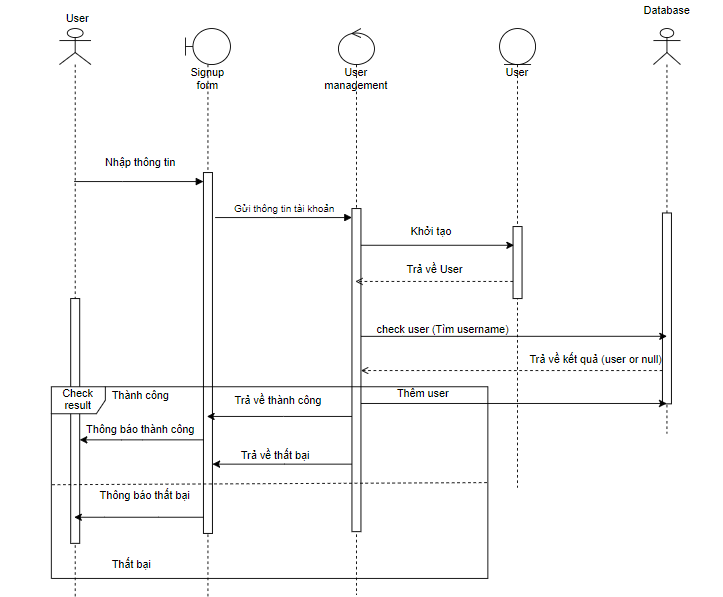 Database
User
Signup
form
User
management
User
Nhập thông tin
Gửi thông tin tài khoản
Khởi tạo
Trả về User
check user (Tìm username)
Trả về kết quả (user or null)
Check
result
Thành công
Trả về thành công
Thêm user
Thông báo thành công
Trả về thất bại
Thông báo thất bại
Thất bại